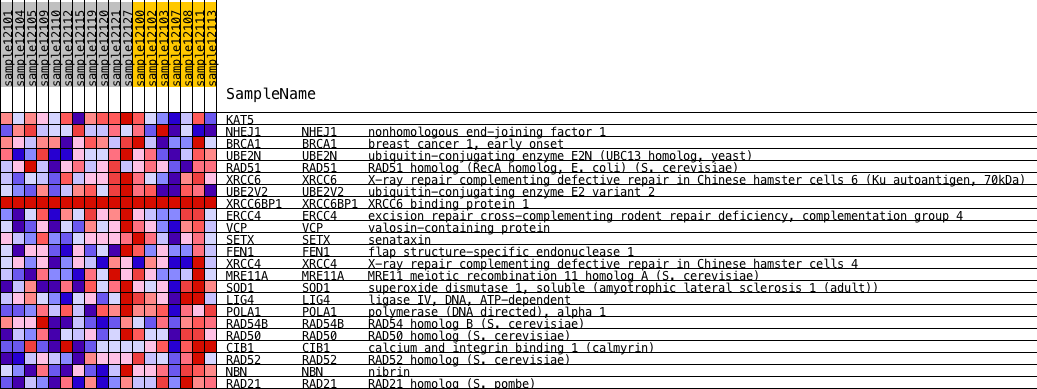 sample12101
sample12104
sample12105
sample12109
sample12110
sample12112
sample12115
sample12119
sample12120
sample12121
sample12127
sample12100
sample12102
sample12103
sample12107
sample12108
sample12111
sample12113
SampleName
KAT5
NHEJ1 NHEJ1 nonhomologous end-joining factor 1
BRCA1 BRCA1 breast cancer 1, early onset
UBE2N UBE2N ubiquitin-conjugating enzyme E2N (UBC13 homolog, yeast)
RAD51 RAD51 RAD51 homolog (RecA homolog, E. coli) (S. cerevisiae)
XRCC6 XRCC6 X-ray repair complementing defective repair in Chinese hamster cells 6 (Ku autoantigen, 70kDa)
UBE2V2 UBE2V2 ubiquitin-conjugating enzyme E2 variant 2
XRCC6BP1 XRCC6BP1 XRCC6 binding protein 1
ERCC4 ERCC4 excision repair cross-complementing rodent repair deficiency, complementation group 4
VCP VCP valosin-containing protein
SETX SETX senataxin
FEN1 FEN1 flap structure-specific endonuclease 1
XRCC4 XRCC4 X-ray repair complementing defective repair in Chinese hamster cells 4
MRE11A MRE11A MRE11 meiotic recombination 11 homolog A (S. cerevisiae)
SOD1 SOD1 superoxide dismutase 1, soluble (amyotrophic lateral sclerosis 1 (adult))
LIG4 LIG4 ligase IV, DNA, ATP-dependent
POLA1 POLA1 polymerase (DNA directed), alpha 1
RAD54B RAD54B RAD54 homolog B (S. cerevisiae)
RAD50 RAD50 RAD50 homolog (S. cerevisiae)
CIB1 CIB1 calcium and integrin binding 1 (calmyrin)
RAD52 RAD52 RAD52 homolog (S. cerevisiae)
NBN NBN nibrin
RAD21 RAD21 RAD21 homolog (S. pombe)